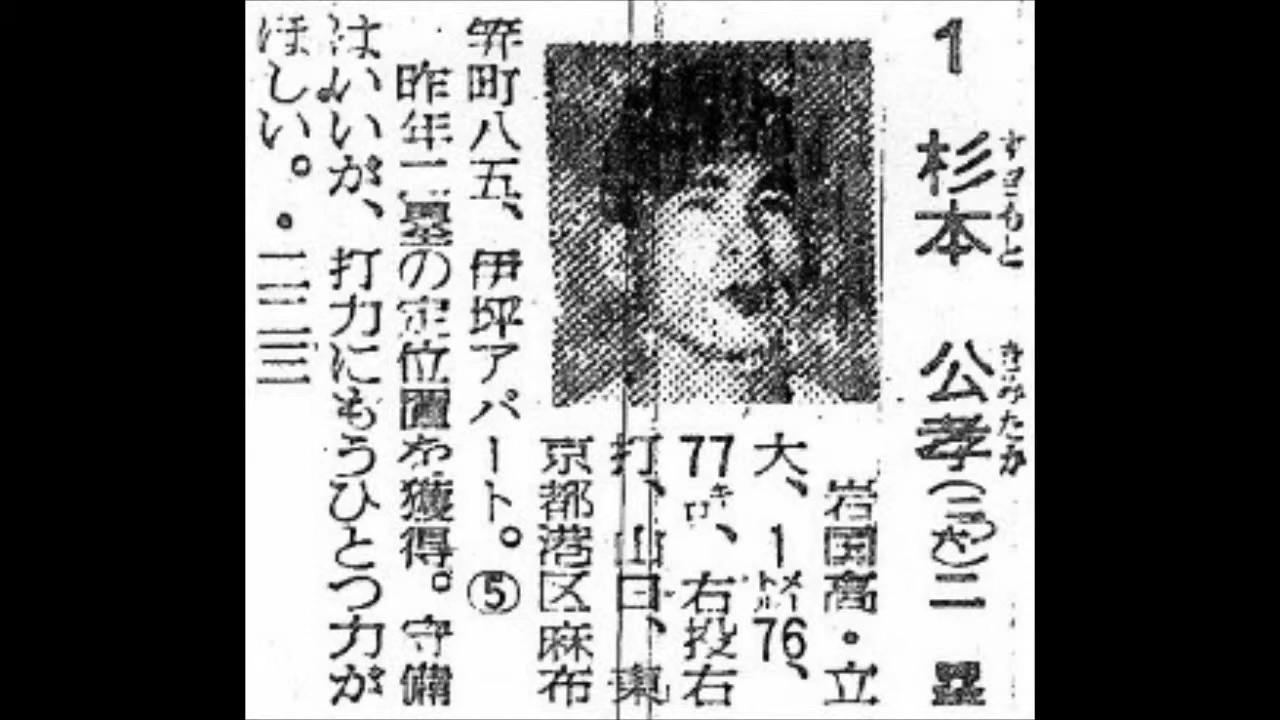 1 杉本 公孝(二六)二塁
すぎもと きみたか
岩国高・立
大、1メートル76、
77キロ、右投右
打、山口、東
京都港区麻布
笄町八五、伊坪アパート。⑤
昨年二塁の定位置を獲得。守備
はいいが、打力にもうひとつ力が
ほしい。・二二三